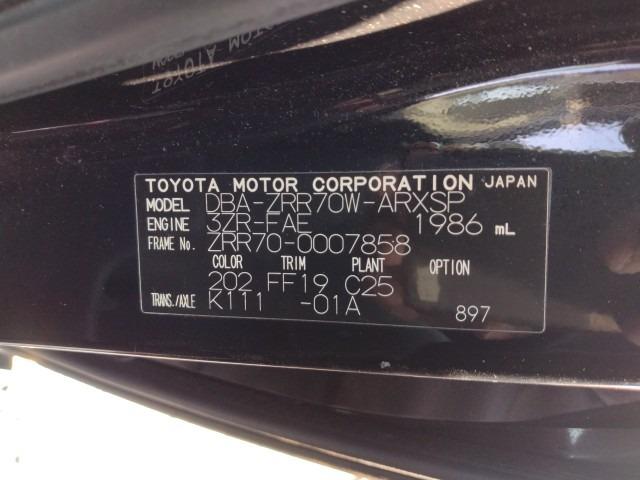 TOYOTA MOTOR CORPORATION JAPAN
MODEL DBA-ZRR70W-ARXSP
ENGINE 3ZR-FAE 1986 mL
FRAME No. ZRR70-0007858
COLOR TRIM PLANT OPTION
202 FF19 C25
TRANS./AXLE K111 -01A 897